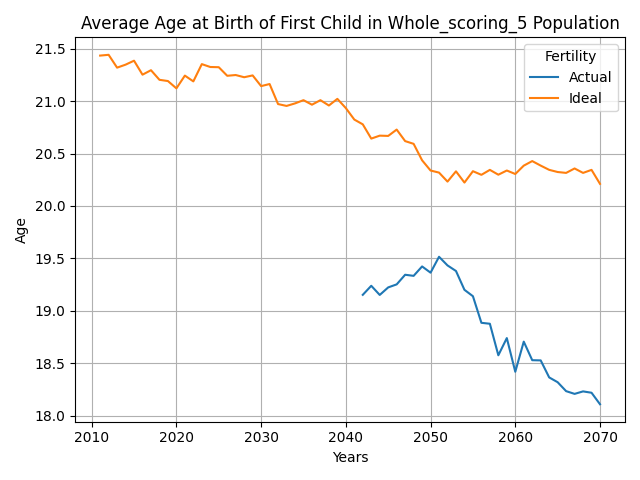 Average Age at Birth of First Child in Whole_scoring_5 Population
Fertility
Actual
Ideal
21.5
21.0
20.5
20.0
19.5
19.0
18.5
18.0
Age
2010 2020 2030 2040 2050 2060 2070
Years